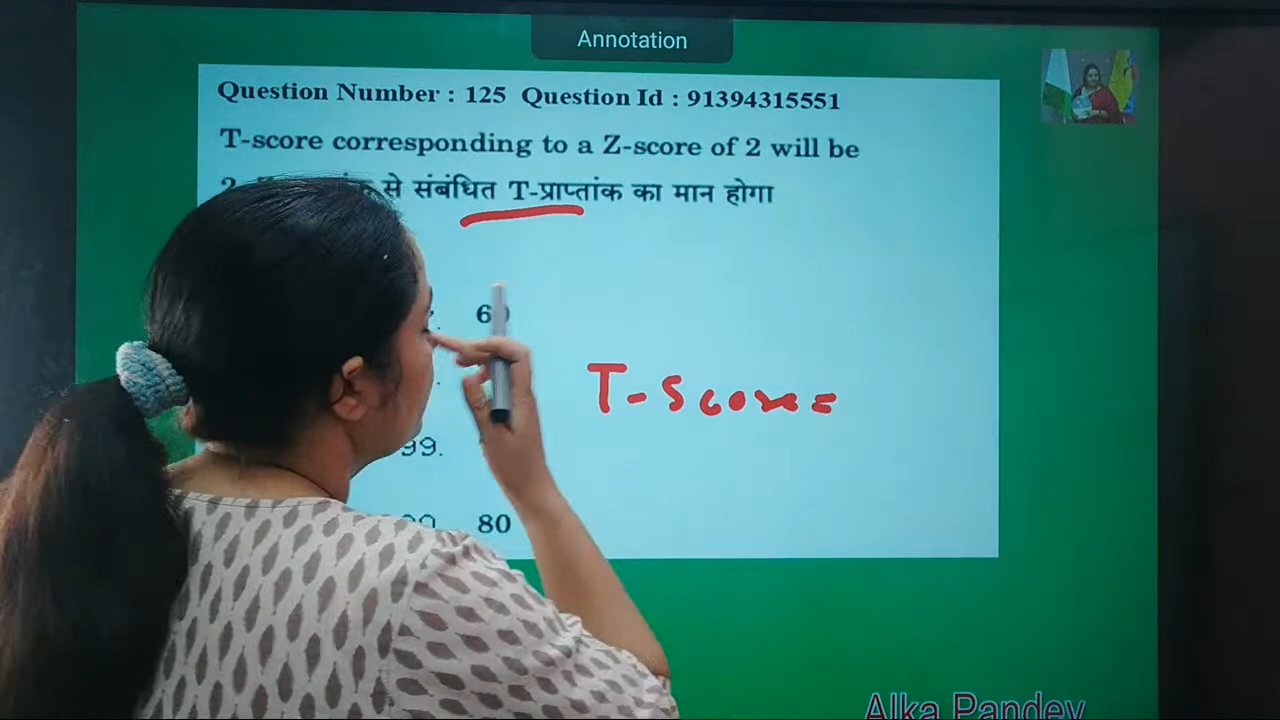 Annotation
Question Number : 125 Question Id : 91394315551
T-score corresponding to a Z-score of 2 will be
से संबंधित T-प्राप्तांक का मान होगा
T-Score=
99.
80
Alka Pandey